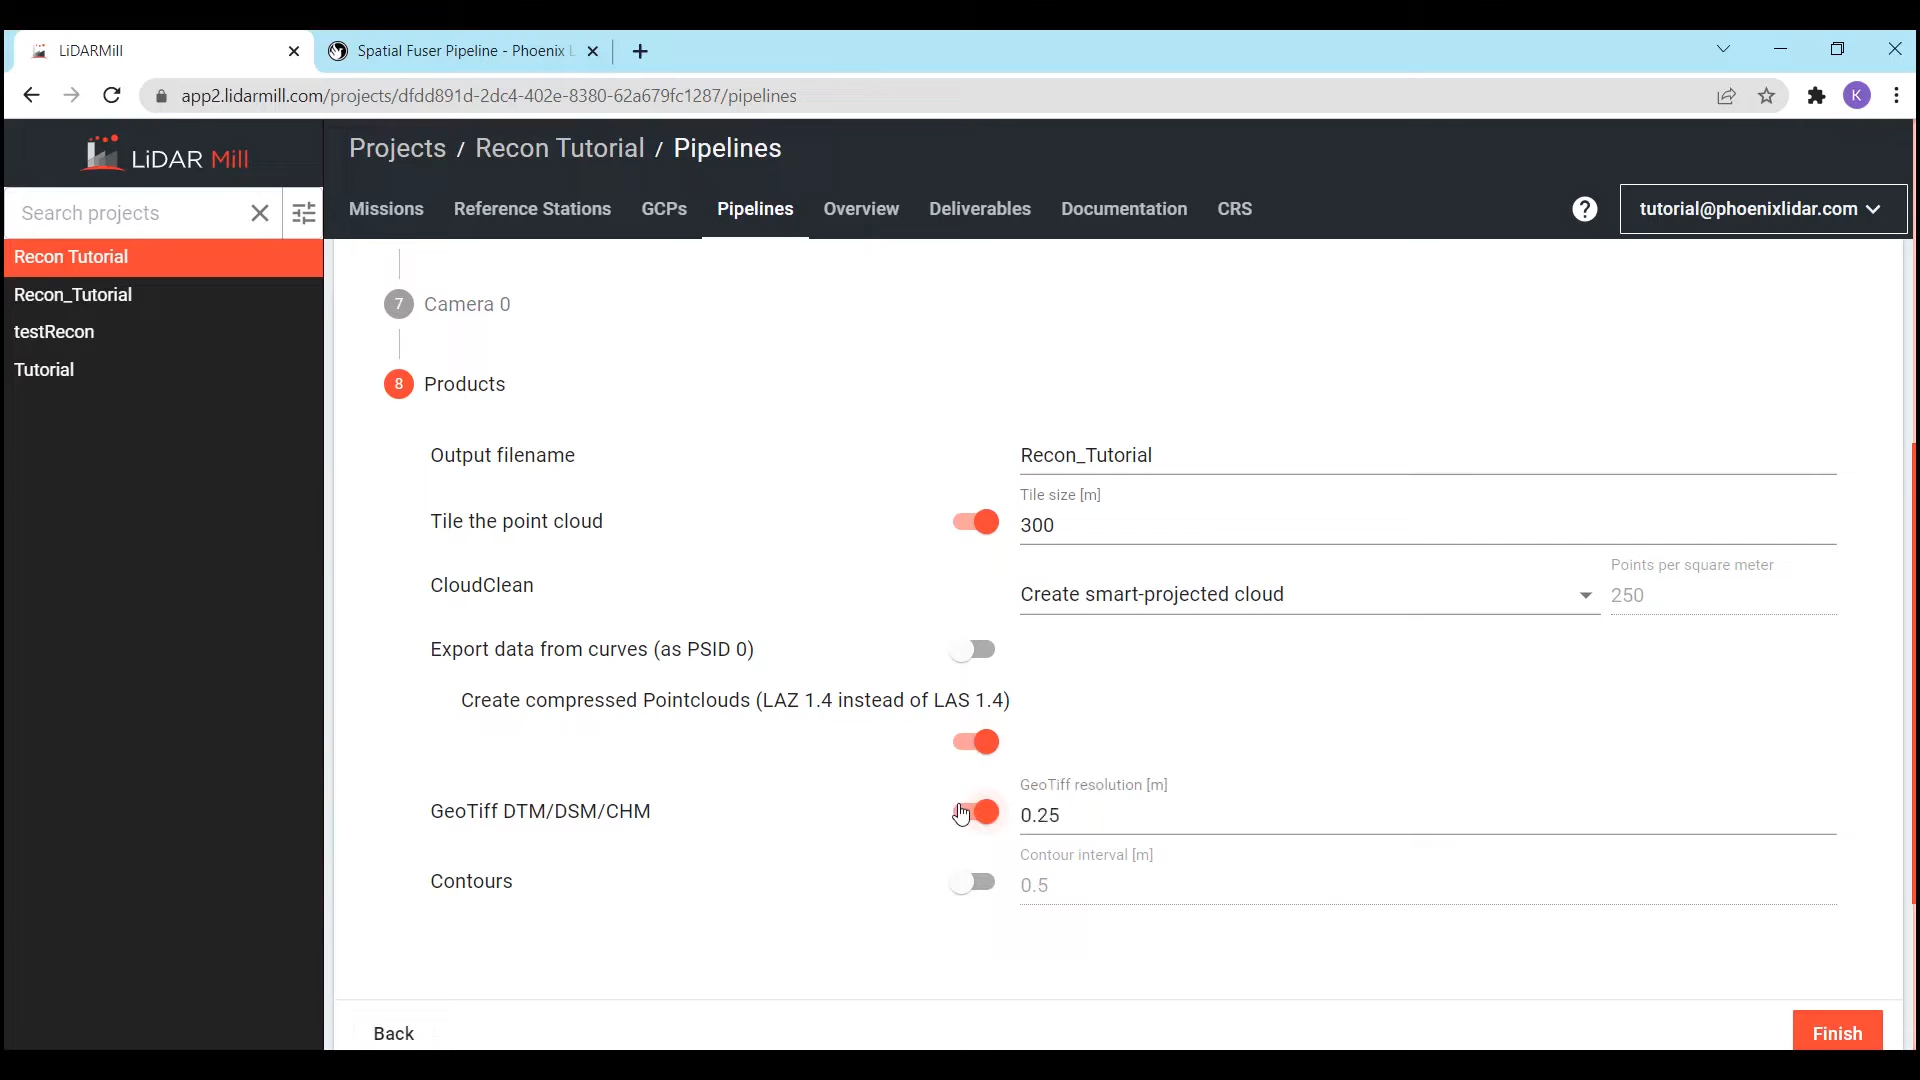 LiDARMill
Spatial Fuser Pipeline - Phoenix L
app2.lidarmill.com/projects/dfdd891d-2dc4-402e-8380-62a679fc1287/pipelines
K
LiDAR Mill
Projects / Recon Tutorial / Pipelines
Search projects
Missions Reference Stations GCPs Pipelines Overview Deliverables Documentation CRS
?
tutorial@phoenixlidar.com
Recon Tutorial
Recon_Tutorial
testRecon
Tutorial
7 Camera 0
8 Products
Output filename
Recon_Tutorial
Tile the point cloud
Tile size [m]
300
CloudClean
Create smart-projected cloud
Points per square meter
250
Export data from curves (as PSID 0)
Create compressed Pointclouds (LAZ 1.4 instead of LAS 1.4)
GeoTiff DTM/DSM/CHM
GeoTiff resolution [m]
0.25
Contours
Contour interval [m]
0.5
Back
Finish